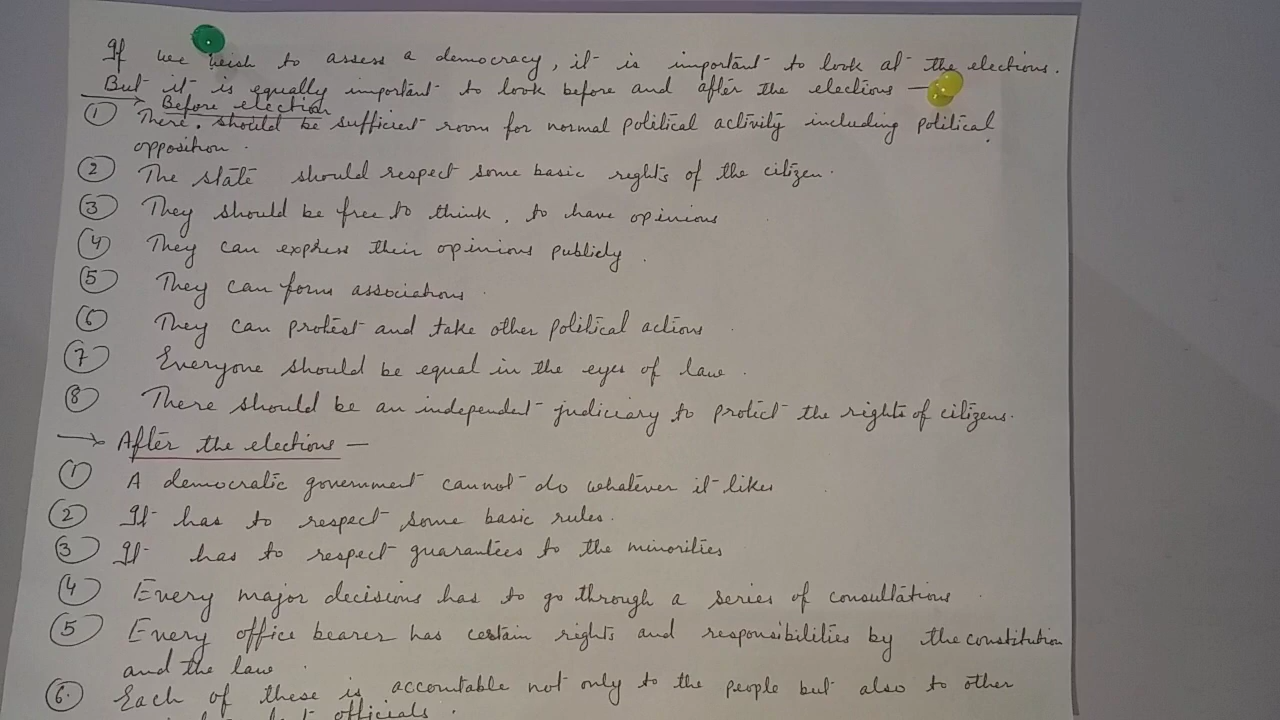 If we wish to assess a democracy, it is important to look at the elections.
But it is equally important to look before and after the elections —
→ Before election
① There, should be sufficient room for normal political activity including political
opposition.
② The state should respect some basic rights of the citizen.
③ They should be free to think, to have opinions
④ They can express their opinions publicly.
⑤ They can form associations.
⑥ They can protest and take other political actions
⑦ Everyone should be equal in the eyes of law.
⑧ There should be an independent judiciary to protect the rights of citizens.
→ After the elections —
① A democratic government cannot do whatever it likes
② It has to respect some basic rules.
③ It has to respect guarantees to the minorities
④ Every major decisions has to go through a series of consultations
⑤ Every office bearer has certain rights and responsibilities by the constitution
and the law.
⑥. Each of these is accountable not only to the people but also to other
officials.